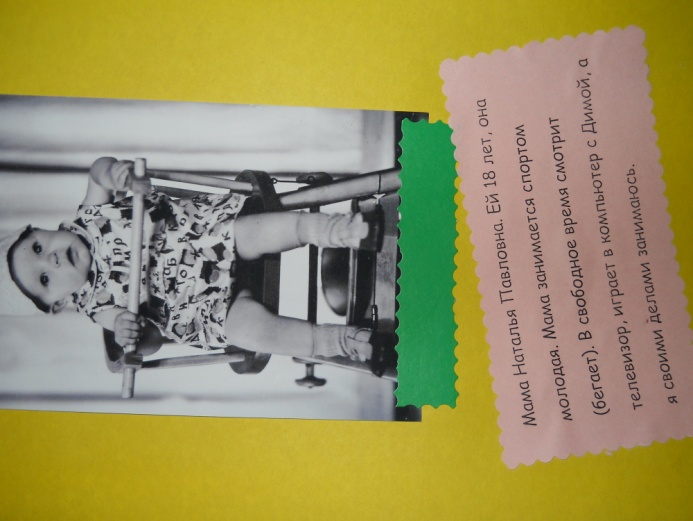 Мама Наталья Павловна. Ей 18 лет, она
молодая. Мама занимается спортом
(бегает). В свободное время смотрит
телевизор, играет в компьютер с Димой, а
я своими делами занимаюсь.